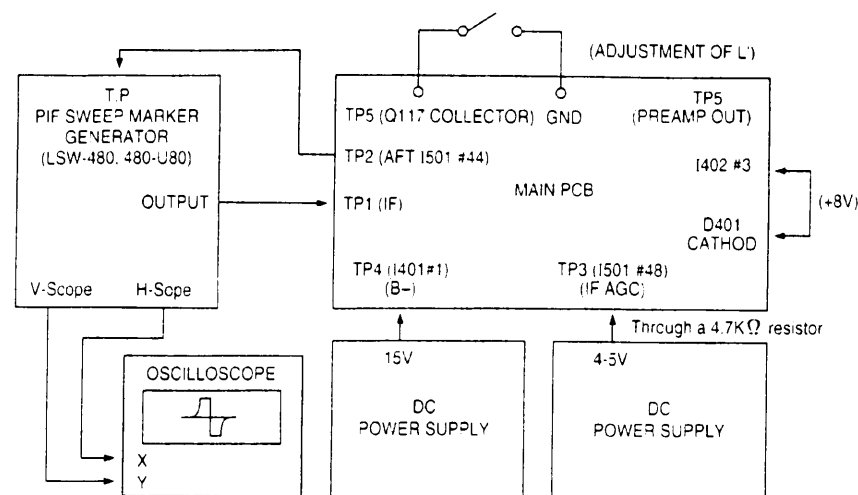 (ADJUSTMENT OF L')
T.P
PIF SWEEP MARKER
GENERATOR
(LSW-480, 480-U80)
OUTPUT
V-Scope H-Scpe
TP5 (Q117 COLLECTOR) GND
TP5
(PREAMP OUT)
TP2 (AFT I501 #44)
I402 #3
MAIN PCB
TP1 (IF)
(+8V)
D401
CATHOD
TP4 (I401#1)
(B–)
TP3 (I501 #48)
(IF AGC)
Through a 4.7KΩ resistor
OSCILLOSCOPE
X
Y
15V
DC
POWER SUPPLY
4-5V
DC
POWER SUPPLY